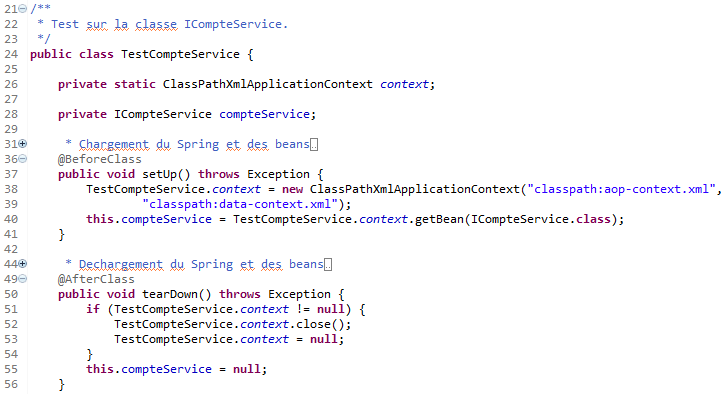 21 /**
22  * Test sur la classe ICompteService.
23  */
24 public class TestCompteService {
25
26     private static ClassPathXmlApplicationContext context;
27
28     private ICompteService compteService;
29
31      * Chargement du Spring et des beans..
36     @BeforeClass
37     public void setUp() throws Exception {
38         TestCompteService.context = new ClassPathXmlApplicationContext("classpath:aop-context.xml",
39                 "classpath:data-context.xml");
40         this.compteService = TestCompteService.context.getBean(ICompteService.class);
41     }
42
44      * Dechargement du Spring et des beans..
49     @AfterClass
50     public void tearDown() throws Exception {
51         if (TestCompteService.context != null) {
52             TestCompteService.context.close();
53             TestCompteService.context = null;
54         }
55         this.compteService = null;
56     }